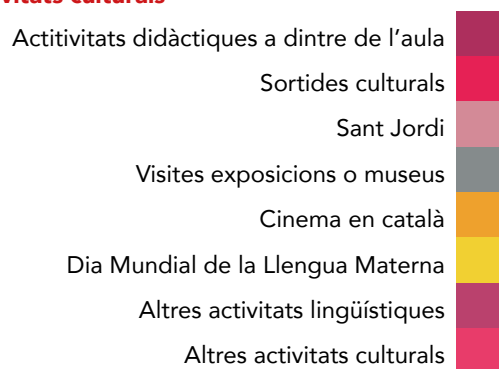 culturals
Actitivitats didàctiques a dintre de l’aula
Sortides culturals
Sant Jordi
Visites exposicions o museus
Cinema en català
Dia Mundial de la Llengua Materna
Altres activitats lingüístiques
Altres activitats culturals